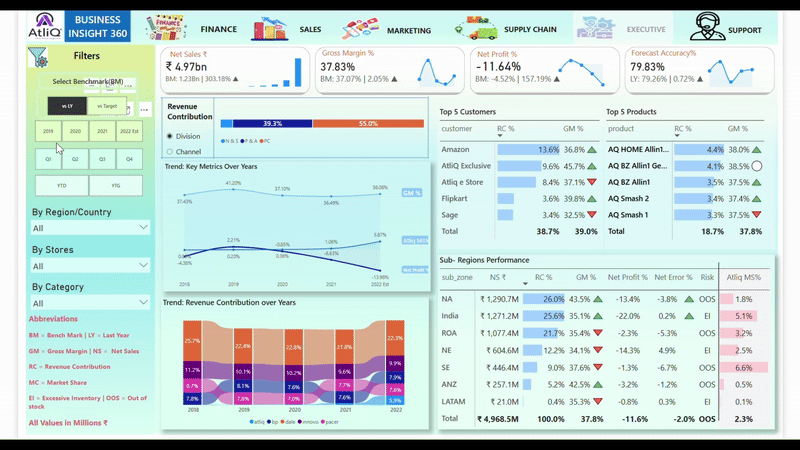 AtliQ
BUSINESS
INSIGHT 360
FINANCE
SALES
MARKETING
SUPPLY CHAIN
EXECUTIVE
SUPPORT
Filters
Select Benchmark(BM)
vs LY
vs Target
2019 2020 2021 2022 Est
Q1 Q2 Q3 Q4
YTD YTG
By Region/Country
All
By Stores
All
By Category
All
Abbreviations
BM = Bench Mark | LY = Last Year
GM = Gross Margin | NS = Net Sales
RC = Revenue Contribution
MC = Market Share
EI = Excessive Inventory | OOS = Out of
stock
All Values in Millions ₹
Net Sales ₹
₹ 4.97bn
BM: 1.23Bn | 303.18% ▲
Gross Margin %
37.83%
BM: 37.07% | 2.05% ▲
Net Profit %
-11.64%
BM: -4.52% | 157.19% ▲
Forecast Accuracy%
79.83%
LY: 79.26% | 0.72% ▲
Revenue
Contribution
Division
Channel
39.3% 55.0%
N & S P & A PC
Trend: Key Metrics Over Years
37.43% 41.20% 37.10% 36.49% 38.08%
GM %
2.21% -0.85% 1.08% 5.87%
0.22% 0.38% -4.63% -13.98%
Net Profit %
2018 2019 2020 2021 2022 Est
Trend: Revenue Contribution over Years
25.7% 22.4% 20.8% 21.8% 22.3%
11.2% 10.1% 10.2% 9.6% 9.9%
0.7% 8.1% 7.6% 7.7% 7.9%
7.8% 7.8% 7.0% 7.6% 7.6%
5.9%
2018 2019 2020 2021 2022
atliq bp dale innovo pacer
Top 5 Customers
customer RC % GM %
Amazon 13.6% 36.8% ▲
AtliQ Exclusive 9.6% 45.7% ▲
Atliq e Store 8.4% 37.1% ▼
Flipkart 3.6% 39.8% ▲
Sage 3.4% 32.5% ▼
Total 38.7% 39.0%
Top 5 Products
product RC % GM %
AQ HOME Allin1... 4.4% 38.0% ▲
AQ BZ Allin1 Ge... 4.1% 38.5%
AQ BZ Allin1 3.5% 37.5% ▲
AQ Smash 2 3.4% 37.4% ▲
AQ Smash 1 3.3% 37.5% ▼
Total 18.7% 37.8%
Sub- Regions Performance
sub_zone NS ₹ RC % GM % Net Profit % Net Error % Risk Atliq MS%
NA ₹ 1,290.7M 26.0% 43.5% ▲ -13.4% -3.8% ▲ OOS 1.8%
India ₹ 1,271.2M 25.6% 35.1% ▲ -22.0% 0.2% ▲ EI 5.1%
ROA ₹ 1,077.4M 21.7% 35.4% ▼ -2.3% -5.3% OOS 3.2%
NE ₹ 604.6M 12.2% 34.1% ▼ -14.3% 4.9% EI 2.5%
SE ₹ 446.4M 9.0% 37.6% ▼ -1.3% -6.7% OOS 6.6%
ANZ ₹ 257.1M 5.2% 42.5% ▲ -3.2% -1.2% OOS 0.5%
LATAM ₹ 21.0M 0.4% 35.3% ▼ -0.8% 0.3% EI 0.1%
Total ₹ 4,968.5M 100.0% 37.8% -11.6% -2.0% OOS 2.3%